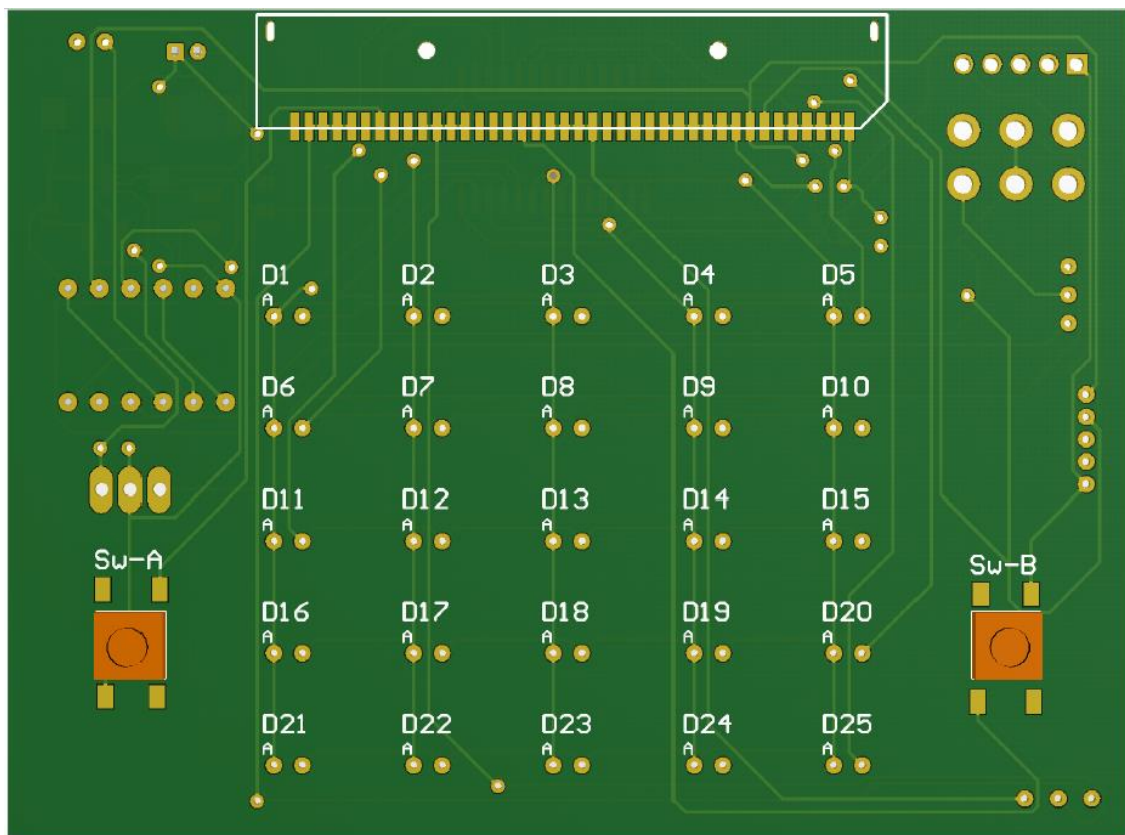 D1 D2 D3 D4 D5
A A A A A
D6 D7 D8 D9 D10
A A A A A
D11 D12 D13 D14 D15
A A A A A
Sw-A Sw-B
D16 D17 D18 D19 D20
A A A A A
D21 D22 D23 D24 D25
A A A A A